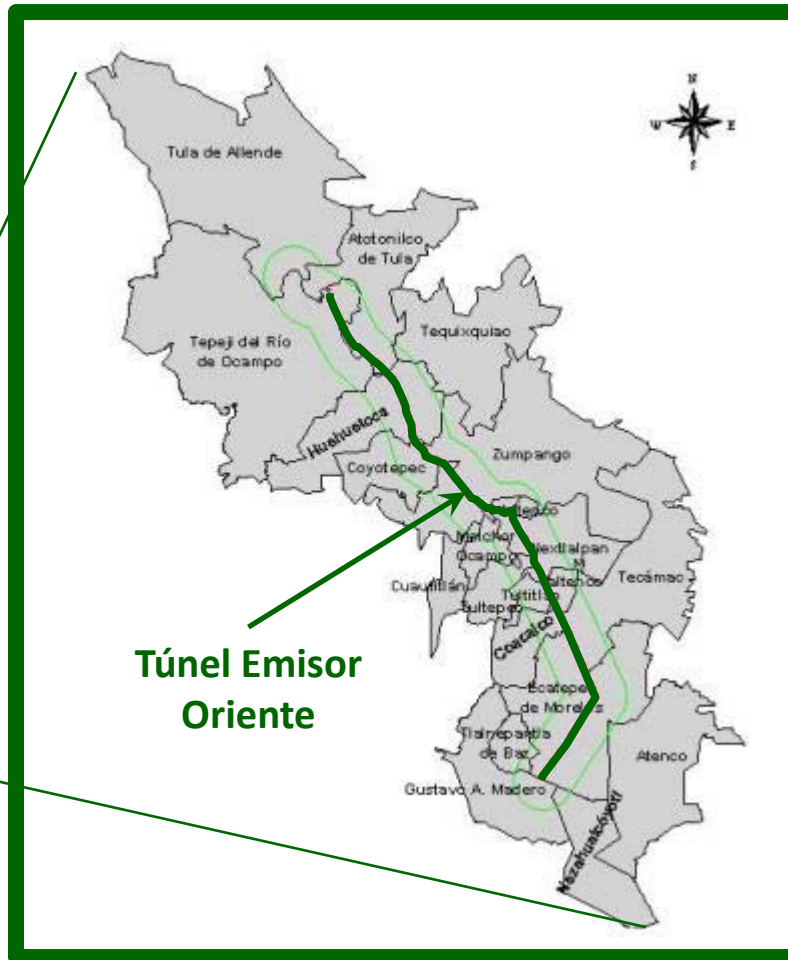 N
W
E
S
Tula de Allende
Atotonilco
de Tula
Tequixquiac
Tepeji del Río
de Ocampo
Huehuetoca
Zumpango
Coyotepec
Melchor
Ocampo
Nextlalpan
M
Jaltenco
Tecámac
Cuautitlán
Tultitlán
Tultepec
Coacalco
Túnel Emisor
Oriente
Ecatepec
de Morelos
Tlalnepantla
de Baz
Atenco
Gustavo A. Madero
Nezahualcóyotl